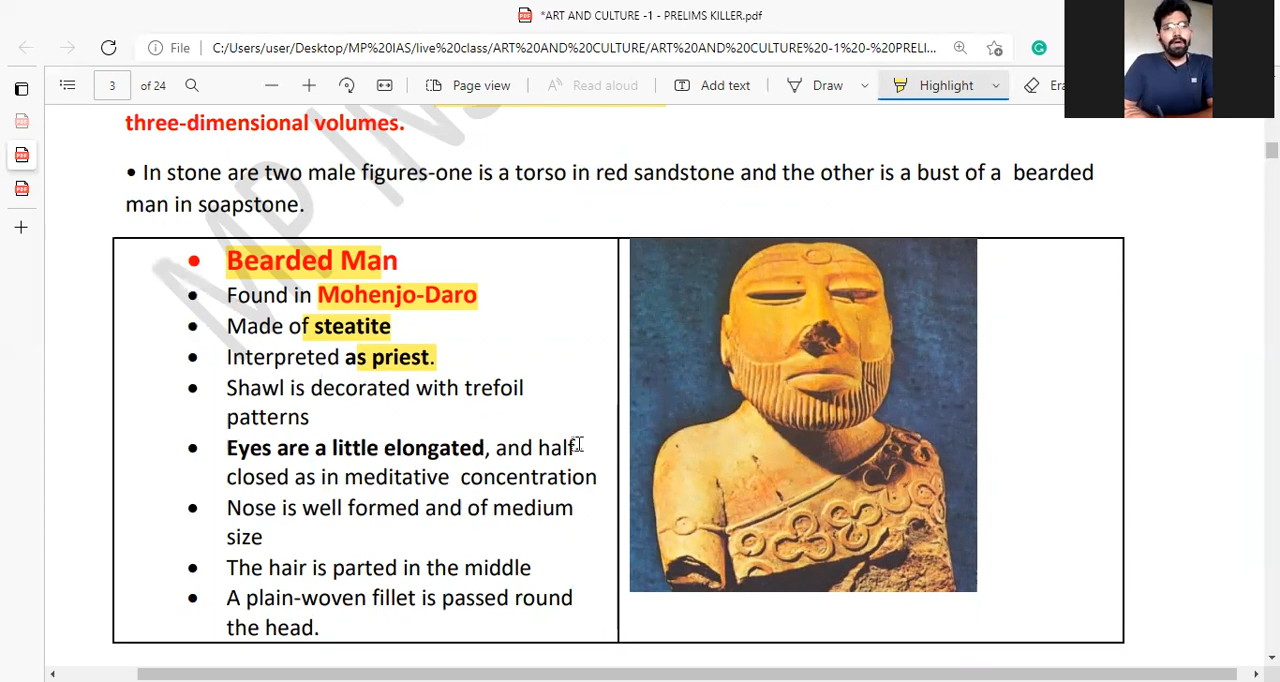 *ART AND CULTURE -1 - PRELIMS KILLER.pdf
File
C:/Users/user/Desktop/MP%20IAS/live%20class/ART%20AND%20CULTURE/ART%20AND%20CULTURE%20-1%20-%20PRELI...
3 of 24
Page view
Read aloud
Add text
Draw
Highlight
Era
three-dimensional volumes.
• In stone are two male figures-one is a torso in red sandstone and the other is a bust of a bearded
man in soapstone.
• Bearded Man
• Found in Mohenjo-Daro
• Made of steatite
• Interpreted as priest.
• Shawl is decorated with trefoil
patterns
• Eyes are a little elongated, and half
closed as in meditative concentration
• Nose is well formed and of medium
size
• The hair is parted in the middle
• A plain-woven fillet is passed round
the head.
MP INS